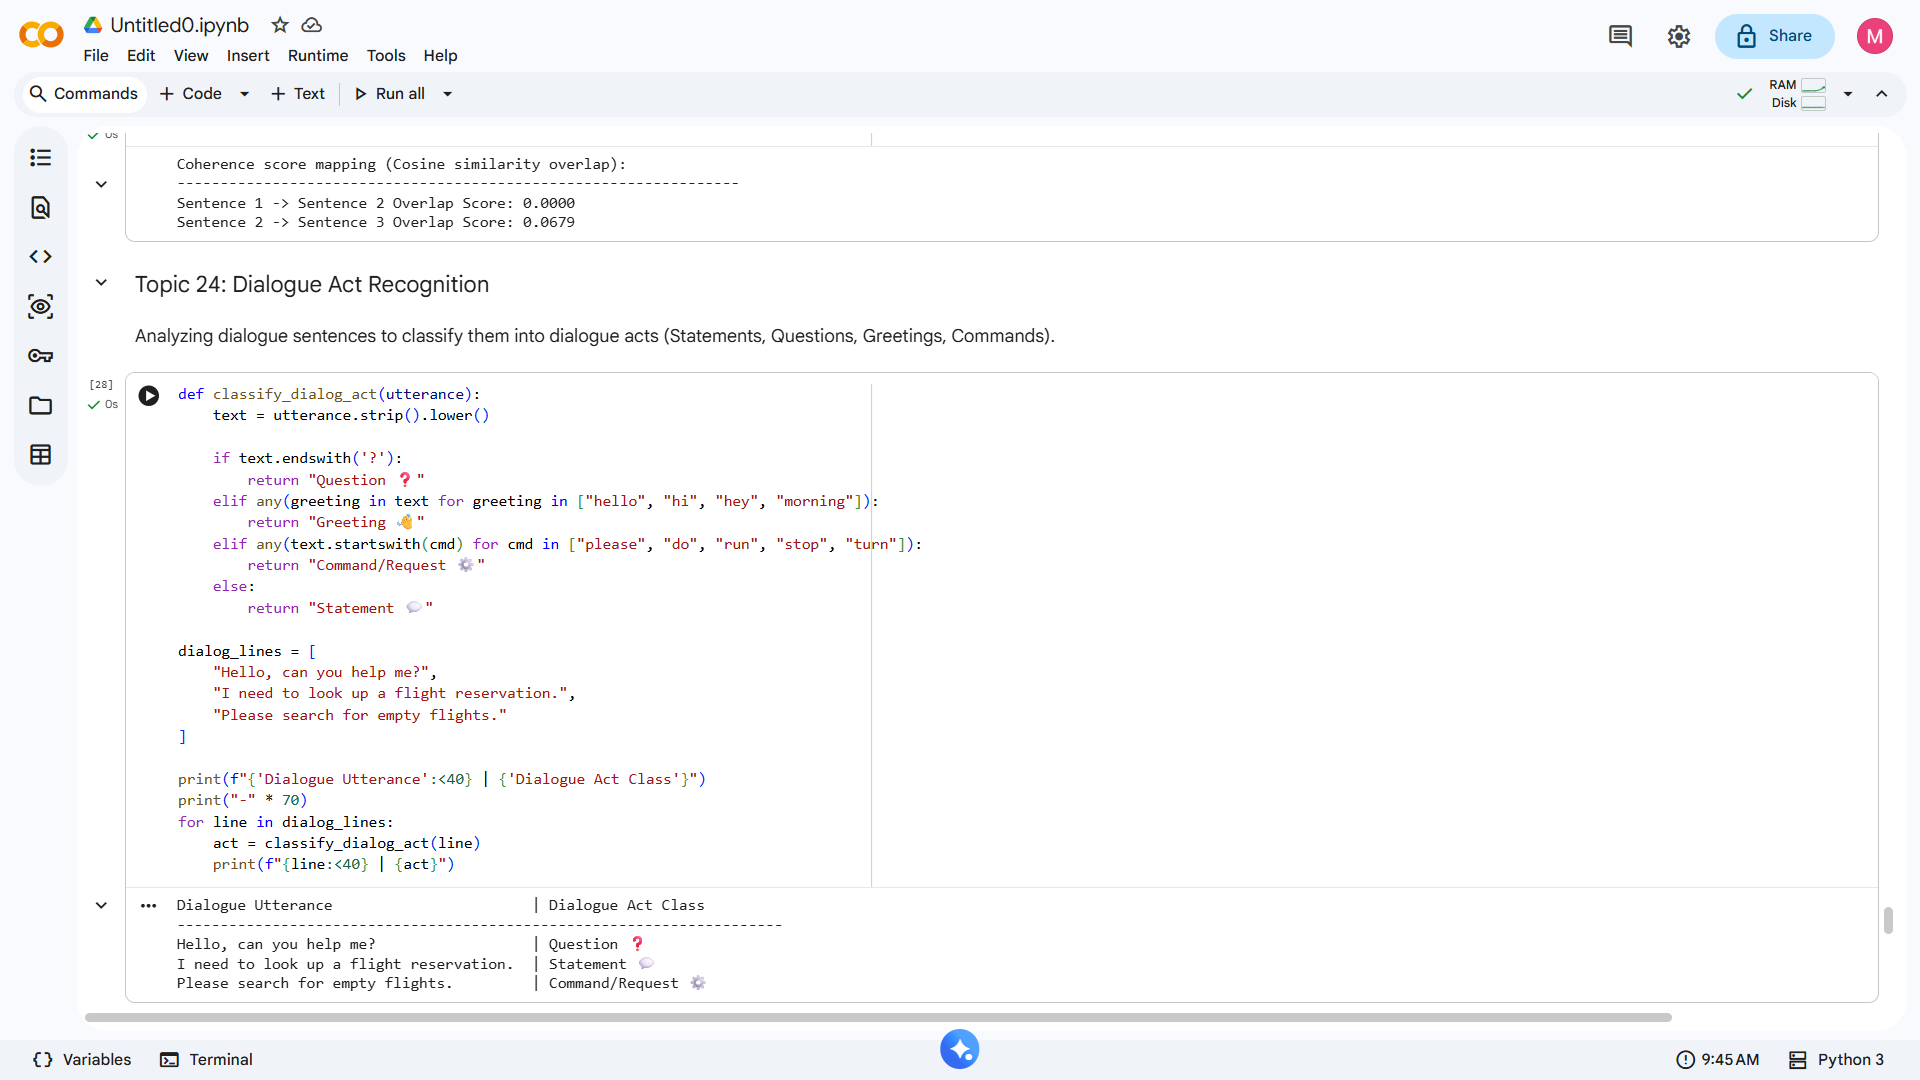 Untitled0.ipynb
File Edit View Insert Runtime Tools Help
Share
M
Commands + Code + Text Run all
RAM
Disk
0s
Coherence score mapping (Cosine similarity overlap):
-----------------------------------------------------------------
Sentence 1 -> Sentence 2 Overlap Score: 0.0000
Sentence 2 -> Sentence 3 Overlap Score: 0.0679
Topic 24: Dialogue Act Recognition
Analyzing dialogue sentences to classify them into dialogue acts (Statements, Questions, Greetings, Commands).
[28]
0s
def classify_dialog_act(utterance):
    text = utterance.strip().lower()
    if text.endswith('?'):
        return "Question ❓"
    elif any(greeting in text for greeting in ["hello", "hi", "hey", "morning"]):
        return "Greeting 👋"
    elif any(text.startswith(cmd) for cmd in ["please", "do", "run", "stop", "turn"]):
        return "Command/Request ⚙️"
    else:
        return "Statement 💬"
dialog_lines = [
    "Hello, can you help me?",
    "I need to look up a flight reservation.",
    "Please search for empty flights."
]
print(f"{'Dialogue Utterance':<40} | {'Dialogue Act Class'}")
print("-" * 70)
for line in dialog_lines:
    act = classify_dialog_act(line)
    print(f"{line:<40} | {act}")
Dialogue Utterance | Dialogue Act Class
----------------------------------------------------------------------
Hello, can you help me? | Question ❓
I need to look up a flight reservation. | Statement 💬
Please search for empty flights. | Command/Request ⚙️
Variables Terminal
9:45 AM Python 3